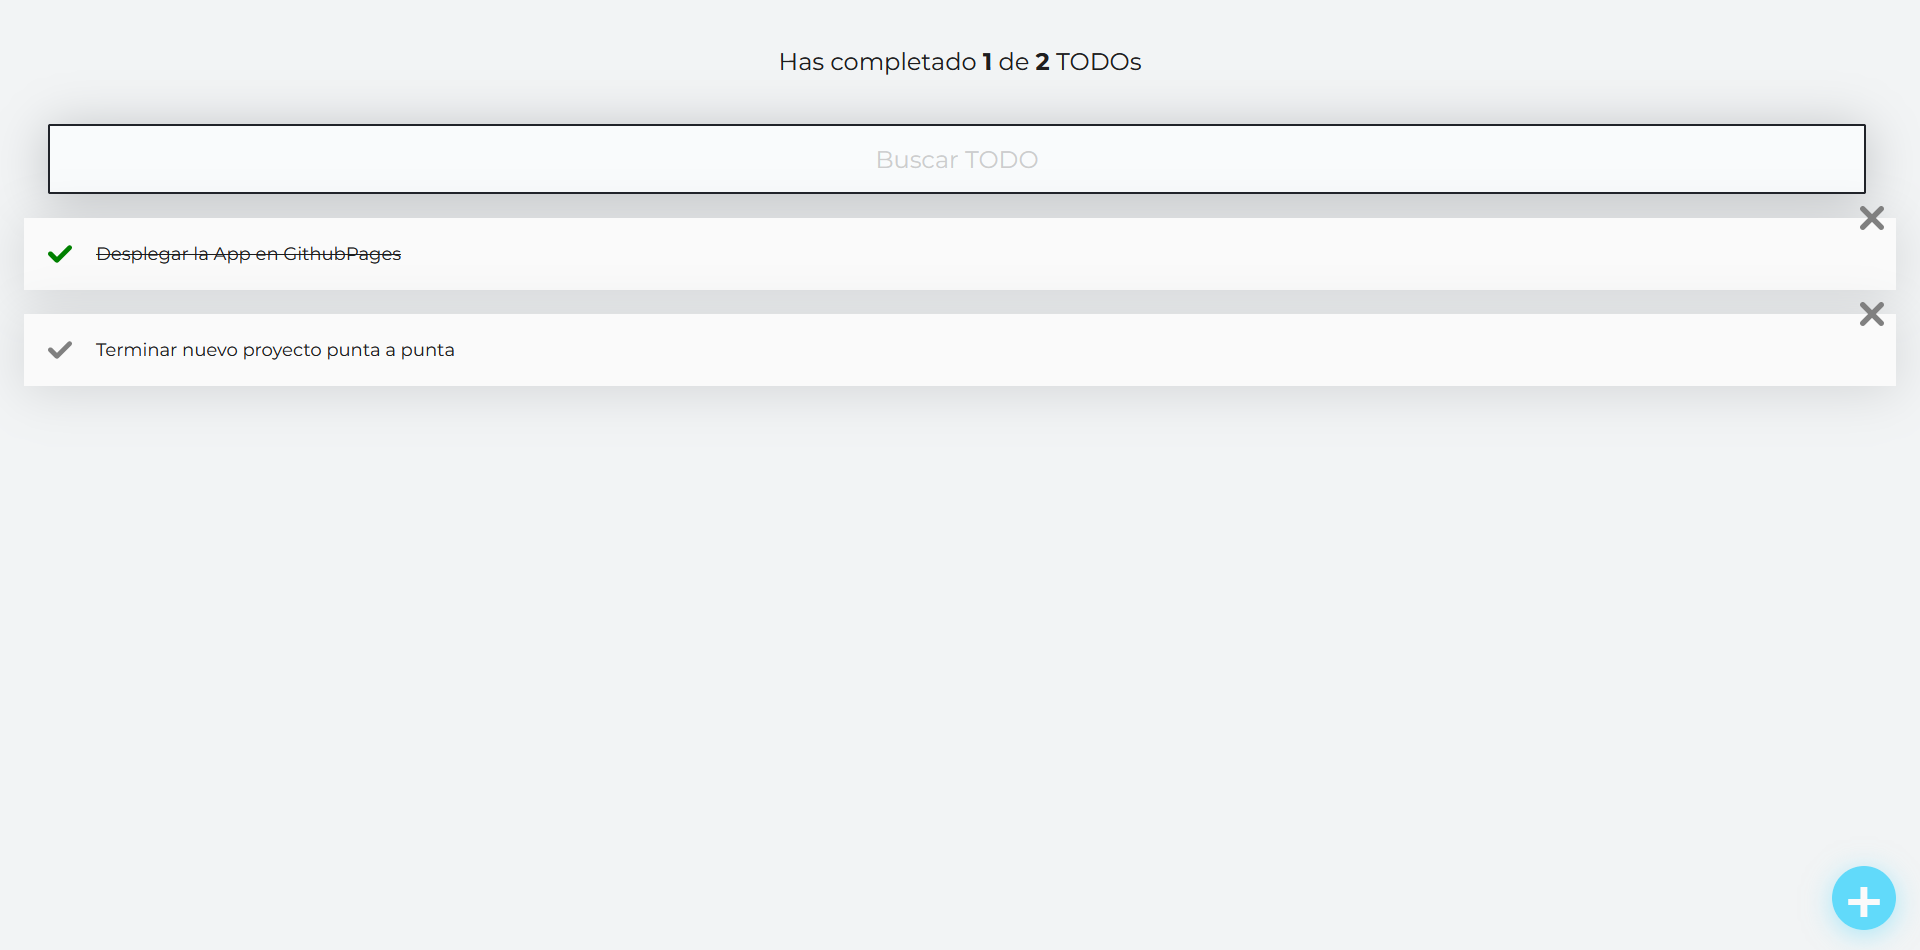 Has completado 1 de 2 TODOs
Buscar TODO
Desplegar la App en GithubPages
Terminar nuevo proyecto punta a punta